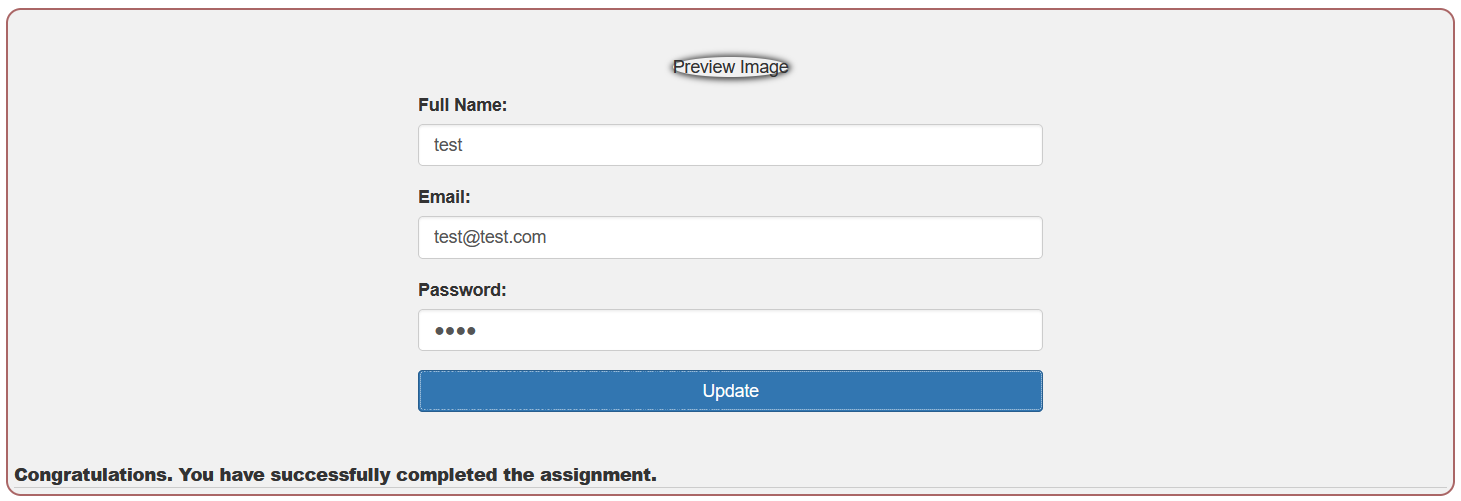 Preview Image
Full Name:
test
Email:
test@test.com
Password:
••••
Update
Congratulations. You have successfully completed the assignment.